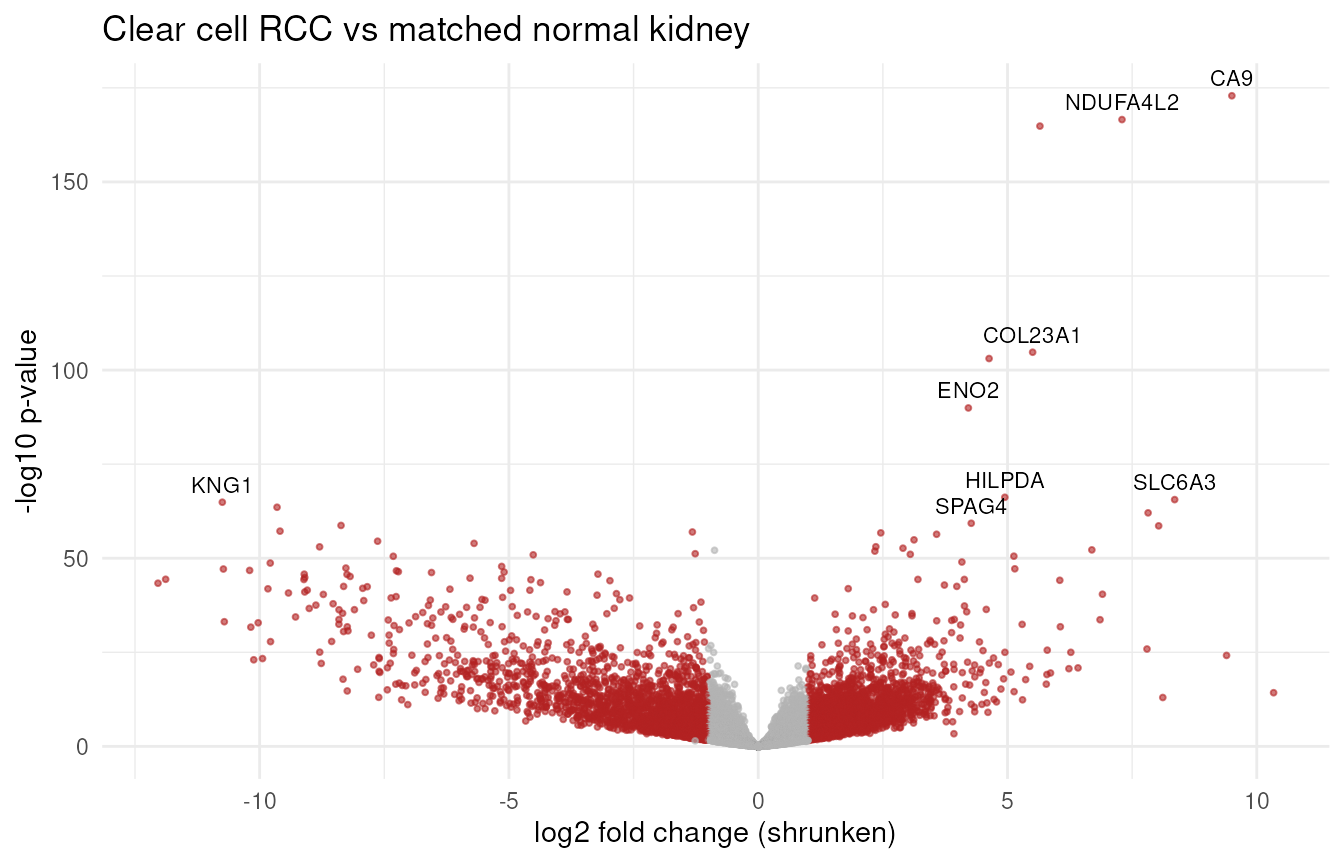 Clear cell RCC vs matched normal kidney
CA9
NDUFA4L2
150
COL23A1
100
ENO2
KNG1
HILPDA
SLC6A3
SPAG4
50
0
-10
-5
0
5
10
-log10 p-value
log2 fold change (shrunken)